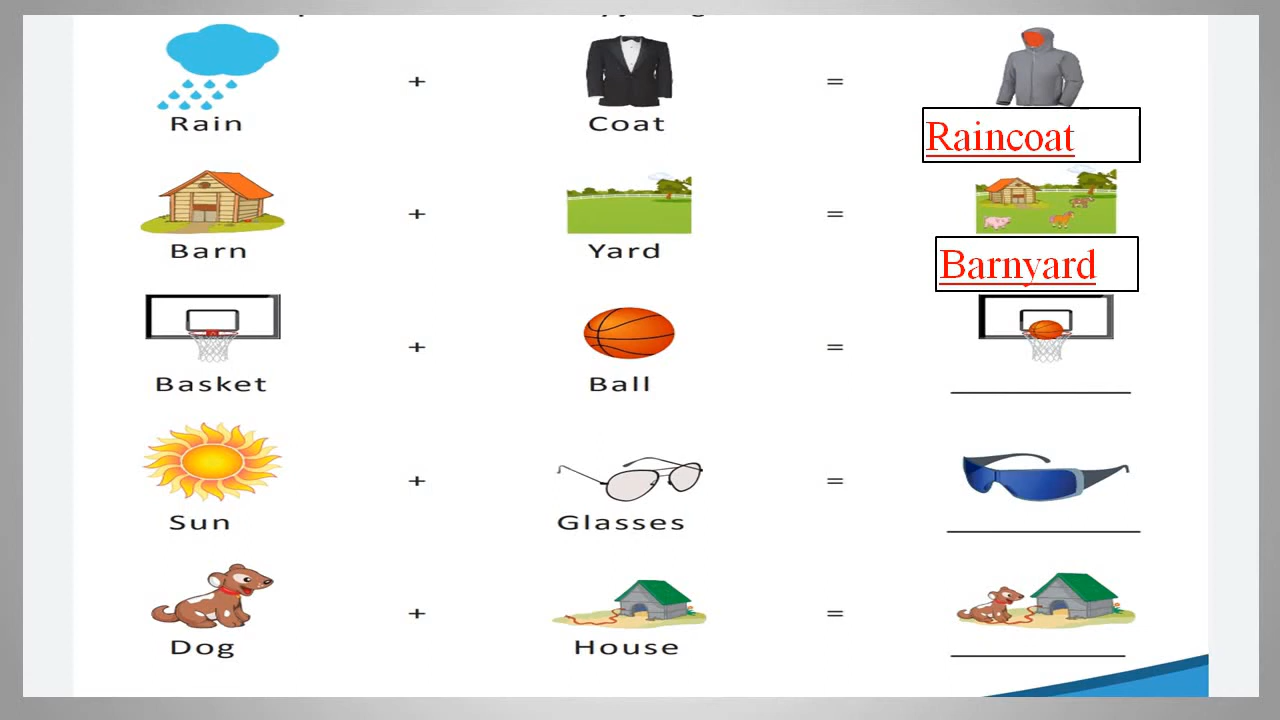 + =
Rain Coat Raincoat
+ =
Barn Yard Barnyard
+ =
Basket Ball
+ =
Sun Glasses
+ =
Dog House